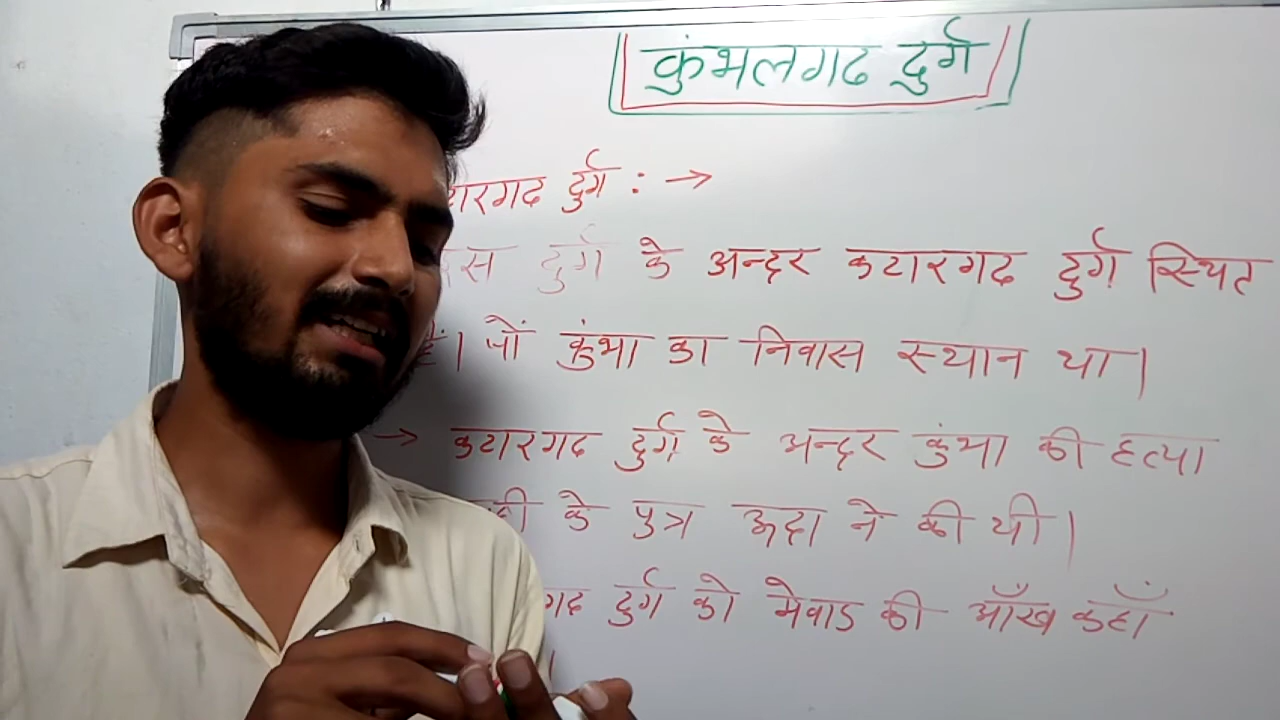 कुंभलगढ दुर्ग
दुर्ग : →
दुर्ग के अन्दर कटारगढ दुर्ग स्थित
जों कुंभा का निवास स्थान था।
→ कटारगढ दुर्ग के अन्दर कुंभा की हत्या
के पुत्र ऊदा ने की थी।
दुर्ग को मेवाड की आँख कहाँ